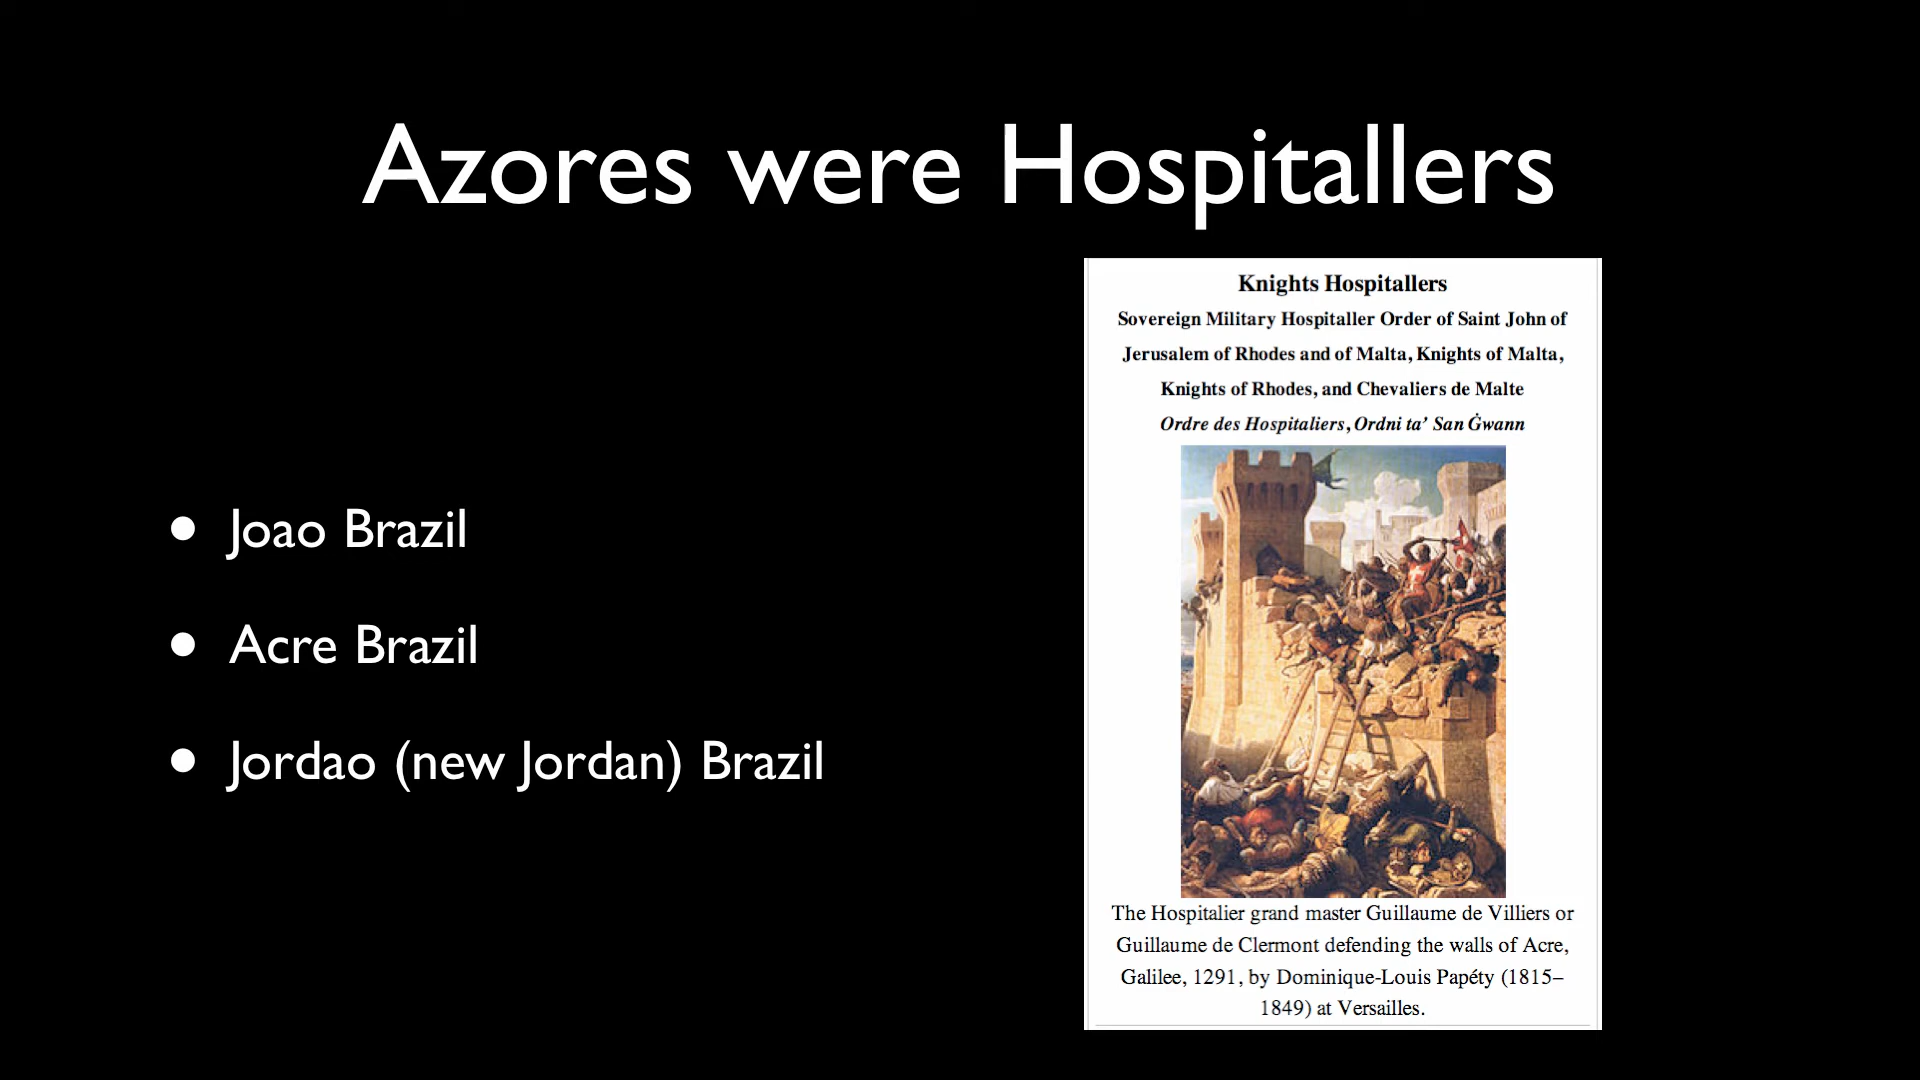 Azores were Hospitallers
• Joao Brazil
• Acre Brazil
• Jordao (new Jordan) Brazil
Knights Hospitallers
Sovereign Military Hospitaller Order of Saint John of
Jerusalem of Rhodes and of Malta, Knights of Malta,
Knights of Rhodes, and Chevaliers de Malte
Ordre des Hospitaliers, Ordni ta’ San Ġwann
The Hospitalier grand master Guillaume de Villiers or
Guillaume de Clermont defending the walls of Acre,
Galilee, 1291, by Dominique-Louis Papéty (1815–
1849) at Versailles.